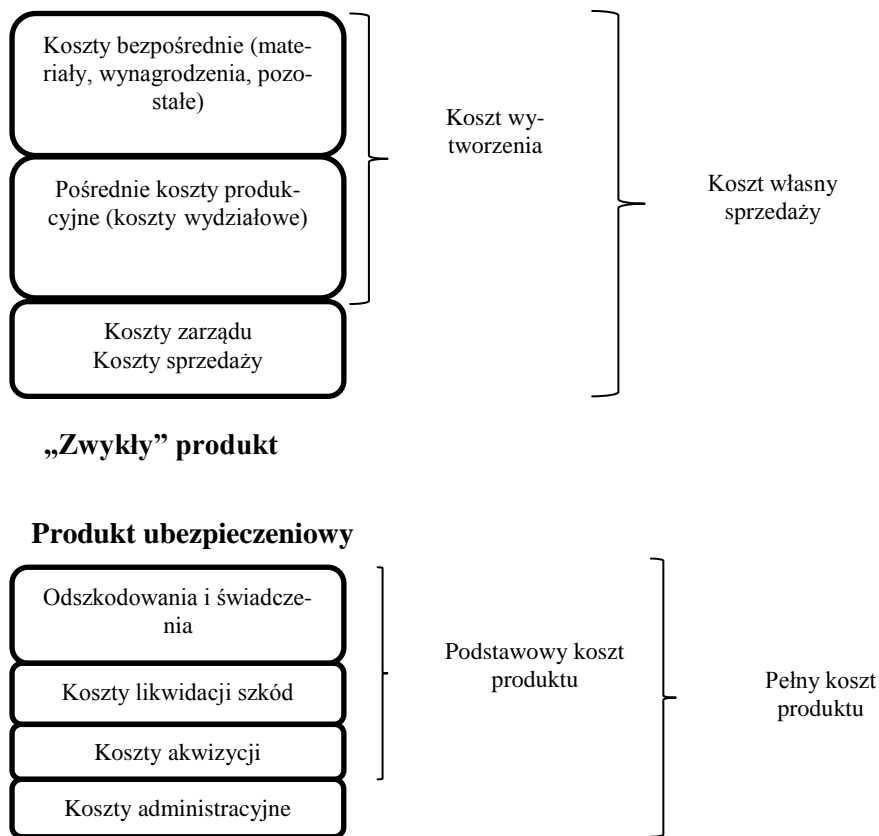 Koszty bezpośrednie (mate-
riały, wynagrodzenia, pozo-
stałe)
Koszt wy-
tworzenia
Pośrednie koszty produk-
cyjne (koszty wydziałowe)
Koszt własny
sprzedaży
Koszty zarządu
Koszty sprzedaży
„Zwykły” produkt
Produkt ubezpieczeniowy
Odszkodowania i świadcze-
nia
Koszty likwidacji szkód
Koszty akwizycji
Koszty administracyjne
Podstawowy koszt
produktu
Pełny koszt
produktu